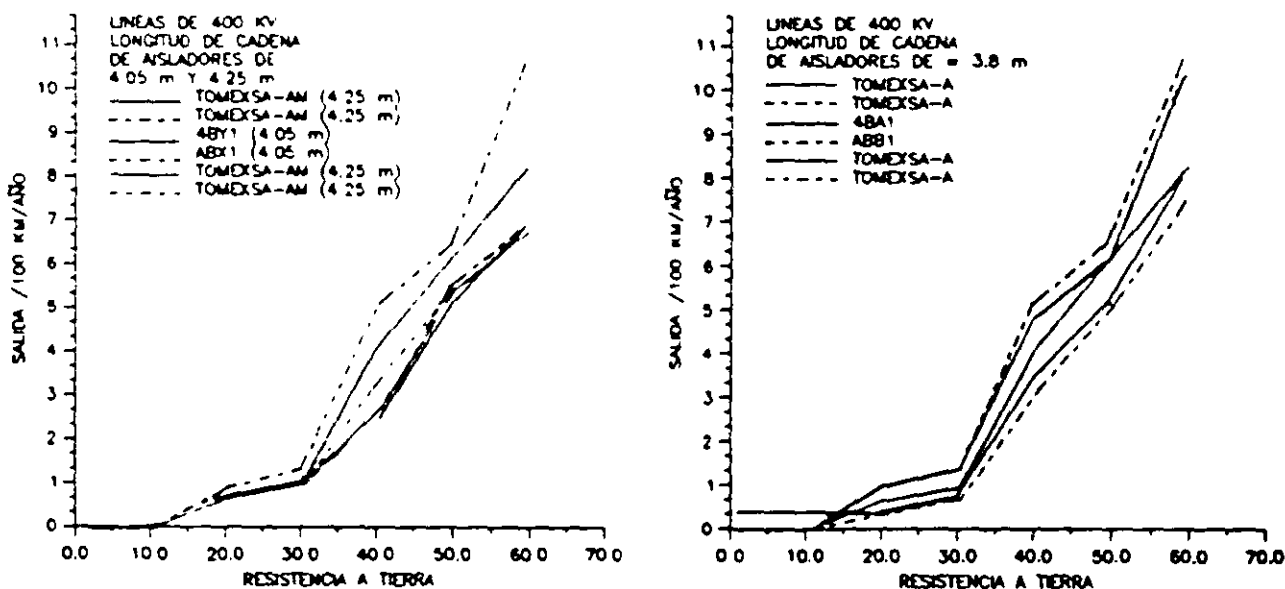 LINEAS DE 400 KV
LONGITUD DE CADENA
DE AISLADORES DE
4.05 m Y 4.25 m
TOMEXSA-AM (4.25 m)
TOMEXSA-AM (4.25 m)
4BY1 (4.05 m)
ABX1 (4.05 m)
TOMEXSA-AM (4.25 m)
TOMEXSA-AM (4.25 m)
SALIDA /100 KM/AÑO
11
10
9
8
7
6
5
4
3
2
1
0
0.0 10.0 20.0 30.0 40.0 50.0 60.0 70.0
RESISTENCIA A TIERRA
LINEAS DE 400 KV
LONGITUD DE CADENA
DE AISLADORES DE = 3.8 m
TOMEXSA-A
TOMEXSA-A
4BA1
ABB1
TOMEXSA-A
TOMEXSA-A
SALIDA /100 KM/AÑO
11
10
9
8
7
6
5
4
3
2
1
0
0.0 10.0 20.0 30.0 40.0 50.0 60.0 70.0
RESISTENCIA A TIERRA